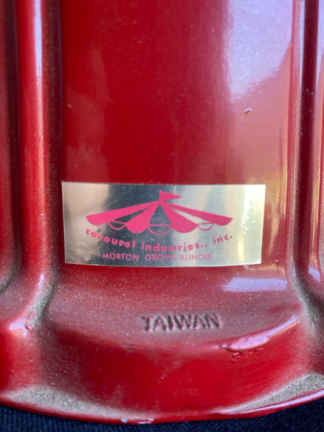 carousel industries, inc.
MORTON GROVE ILLINOIS
TAIWAN